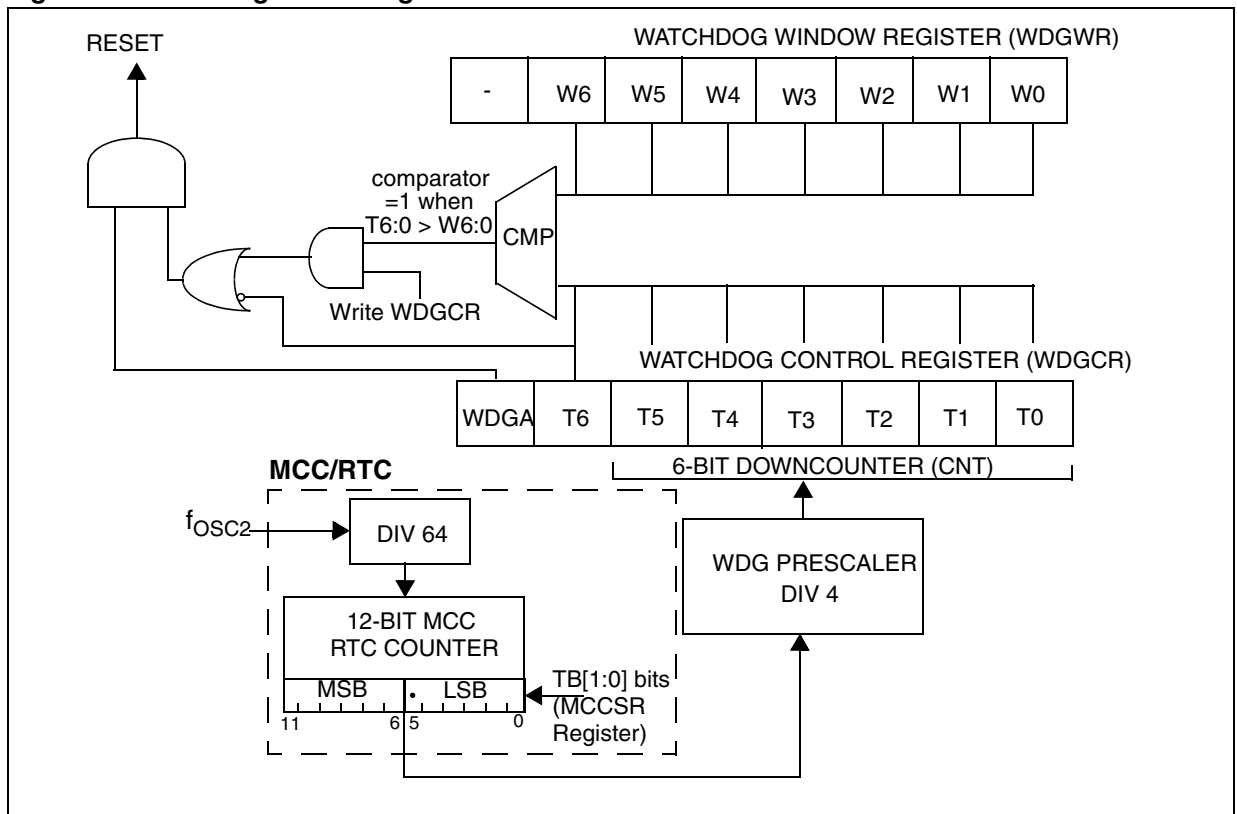 RESET
WATCHDOG WINDOW REGISTER (WDGWR)
- W6 W5 W4 W3 W2 W1 W0
comparator
=1 when
T6:0 > W6:0
CMP
Write WDGCR
WATCHDOG CONTROL REGISTER (WDGCR)
WDGA T6 T5 T4 T3 T2 T1 T0
MCC/RTC
6-BIT DOWNCOUNTER (CNT)
fOSC2
DIV 64
WDG PRESCALER
DIV 4
12-BIT MCC
RTC COUNTER
MSB LSB
11 6 5 0
TB[1:0] bits
(MCCSR
Register)